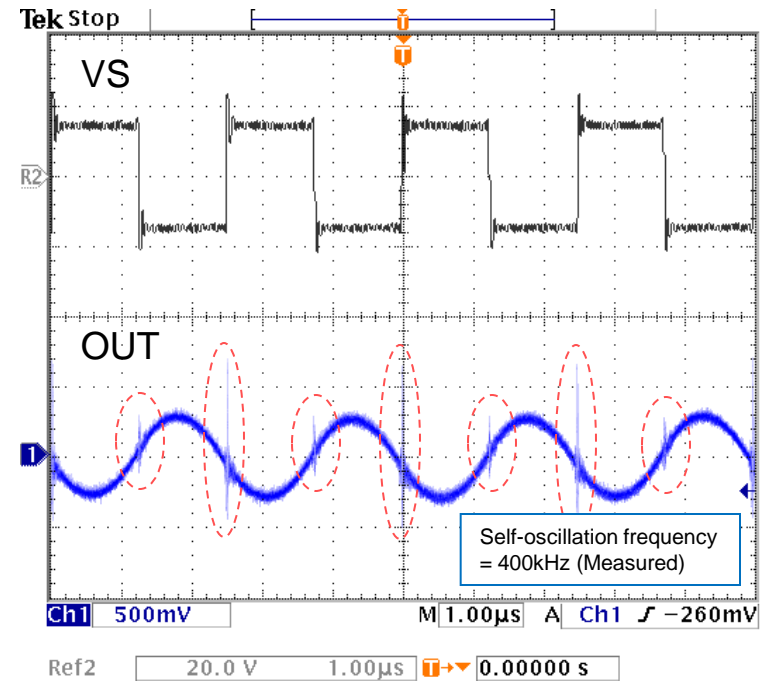 Tek Stop
T
T
VS
R2
OUT
1
Self-oscillation frequency
= 400kHz (Measured)
Ch1 500mV M 1.00µs A Ch1 ƒ −260mV
Ref2 20.0 V 1.00µs T→▼ 0.00000 s